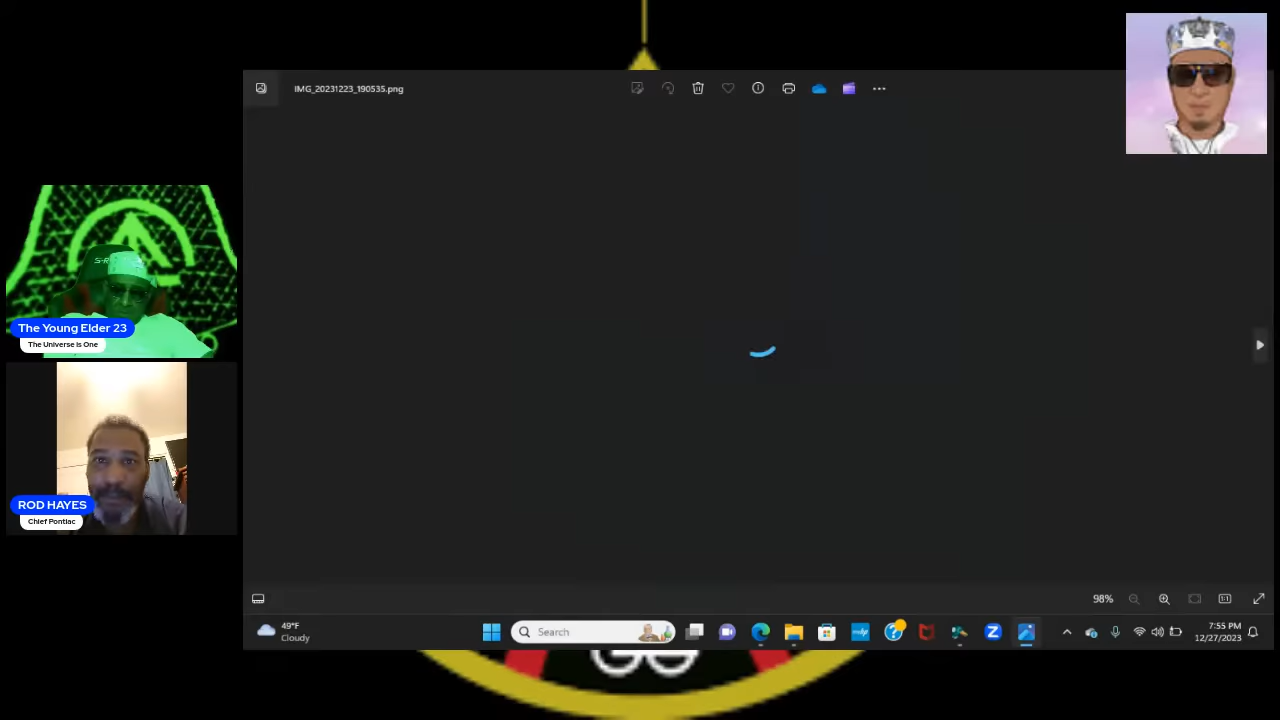 IMG_20231223_190535.png
The Young Elder 23
The Universe is One
ROD HAYES
Chief Pontiac
98%
49°F
Cloudy
Search
7:55 PM
12/27/2023